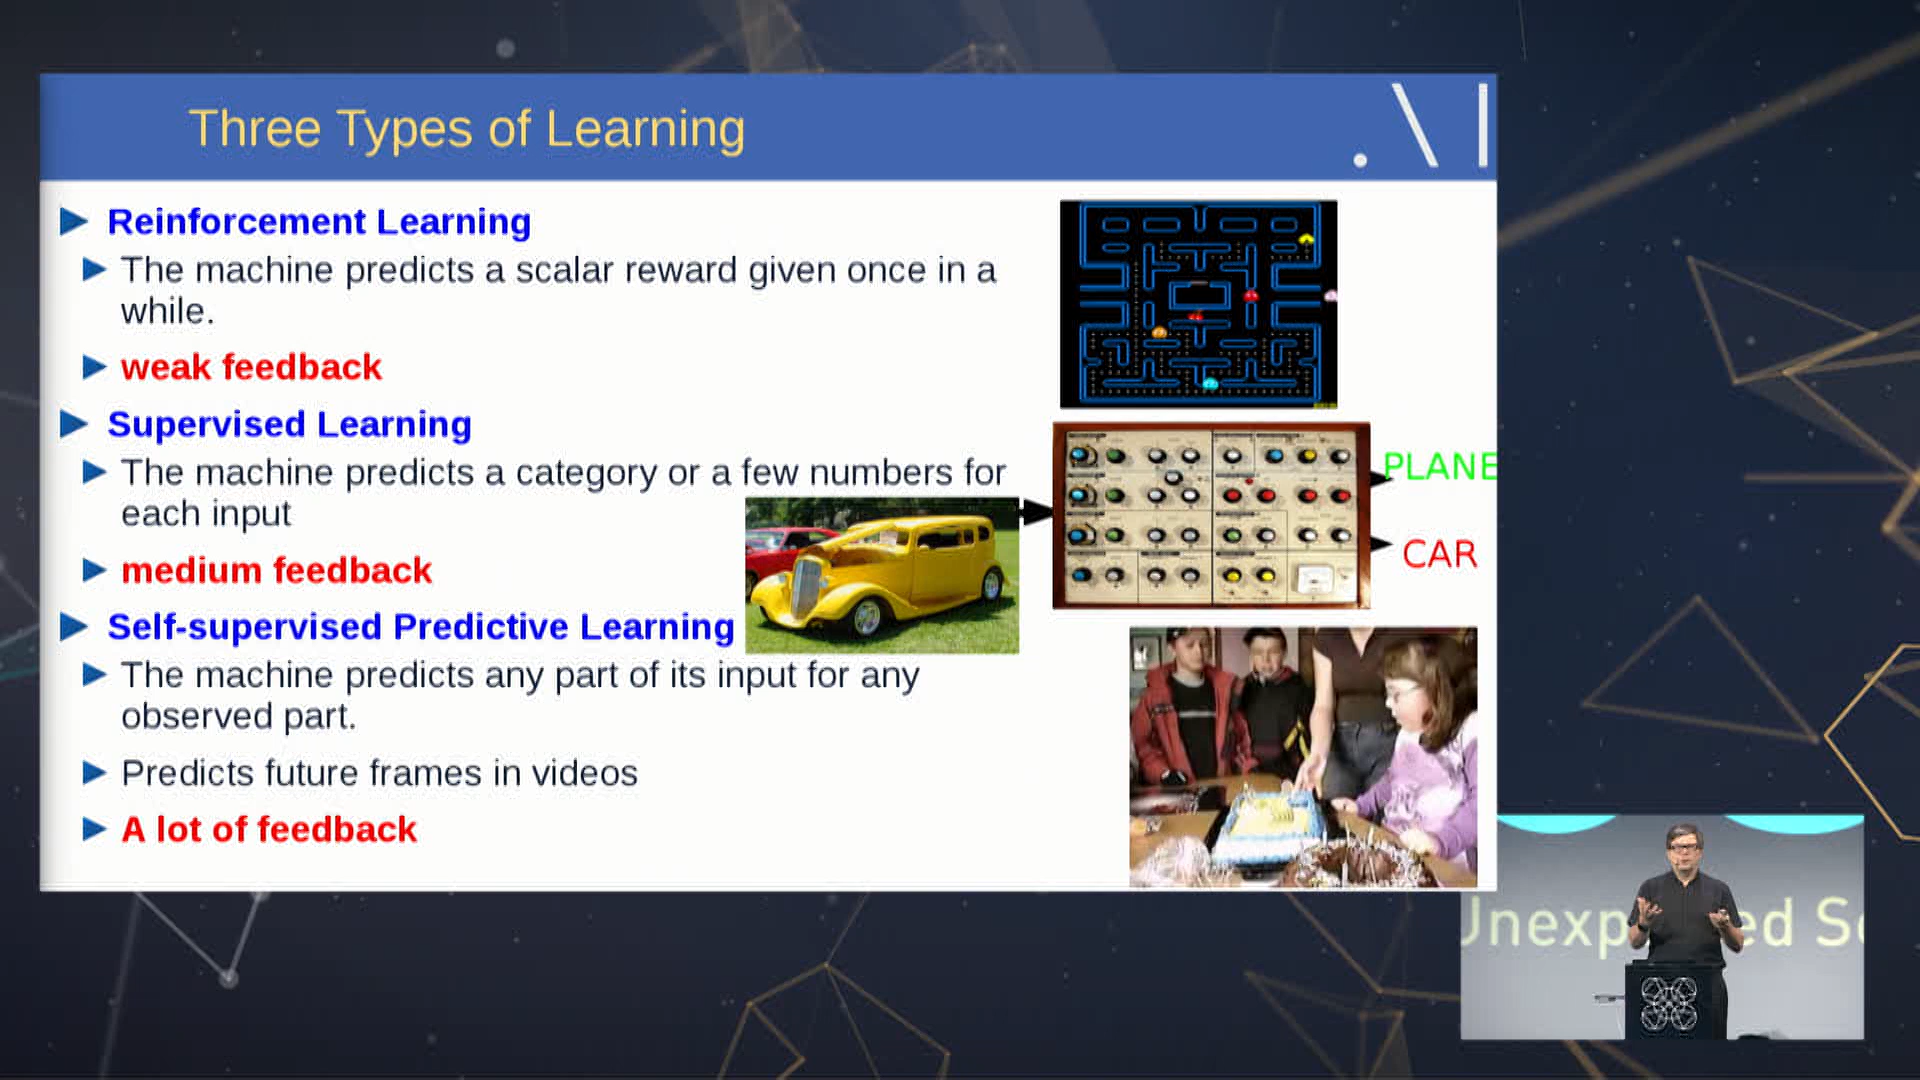 Three Types of Learning
Reinforcement Learning
The machine predicts a scalar reward given once in a
while.
weak feedback
Supervised Learning
The machine predicts a category or a few numbers for
each input
medium feedback
PLANE
CAR
Self-supervised Predictive Learning
The machine predicts any part of its input for any
observed part.
Predicts future frames in videos
A lot of feedback